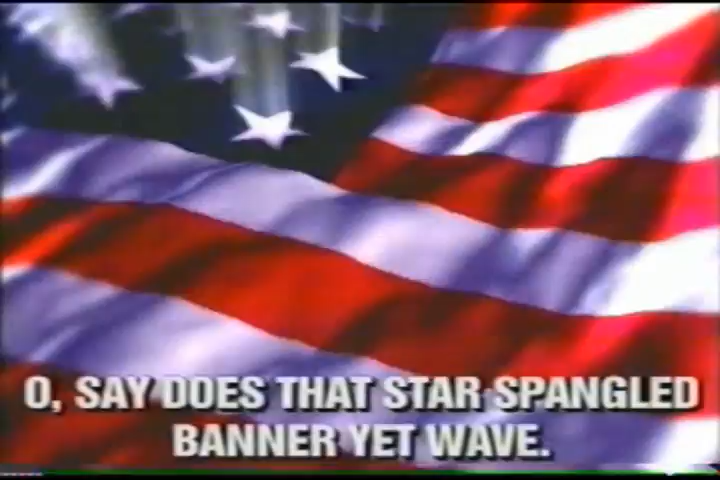 O, SAY DOES THAT STAR SPANGLED
BANNER YET WAVE.